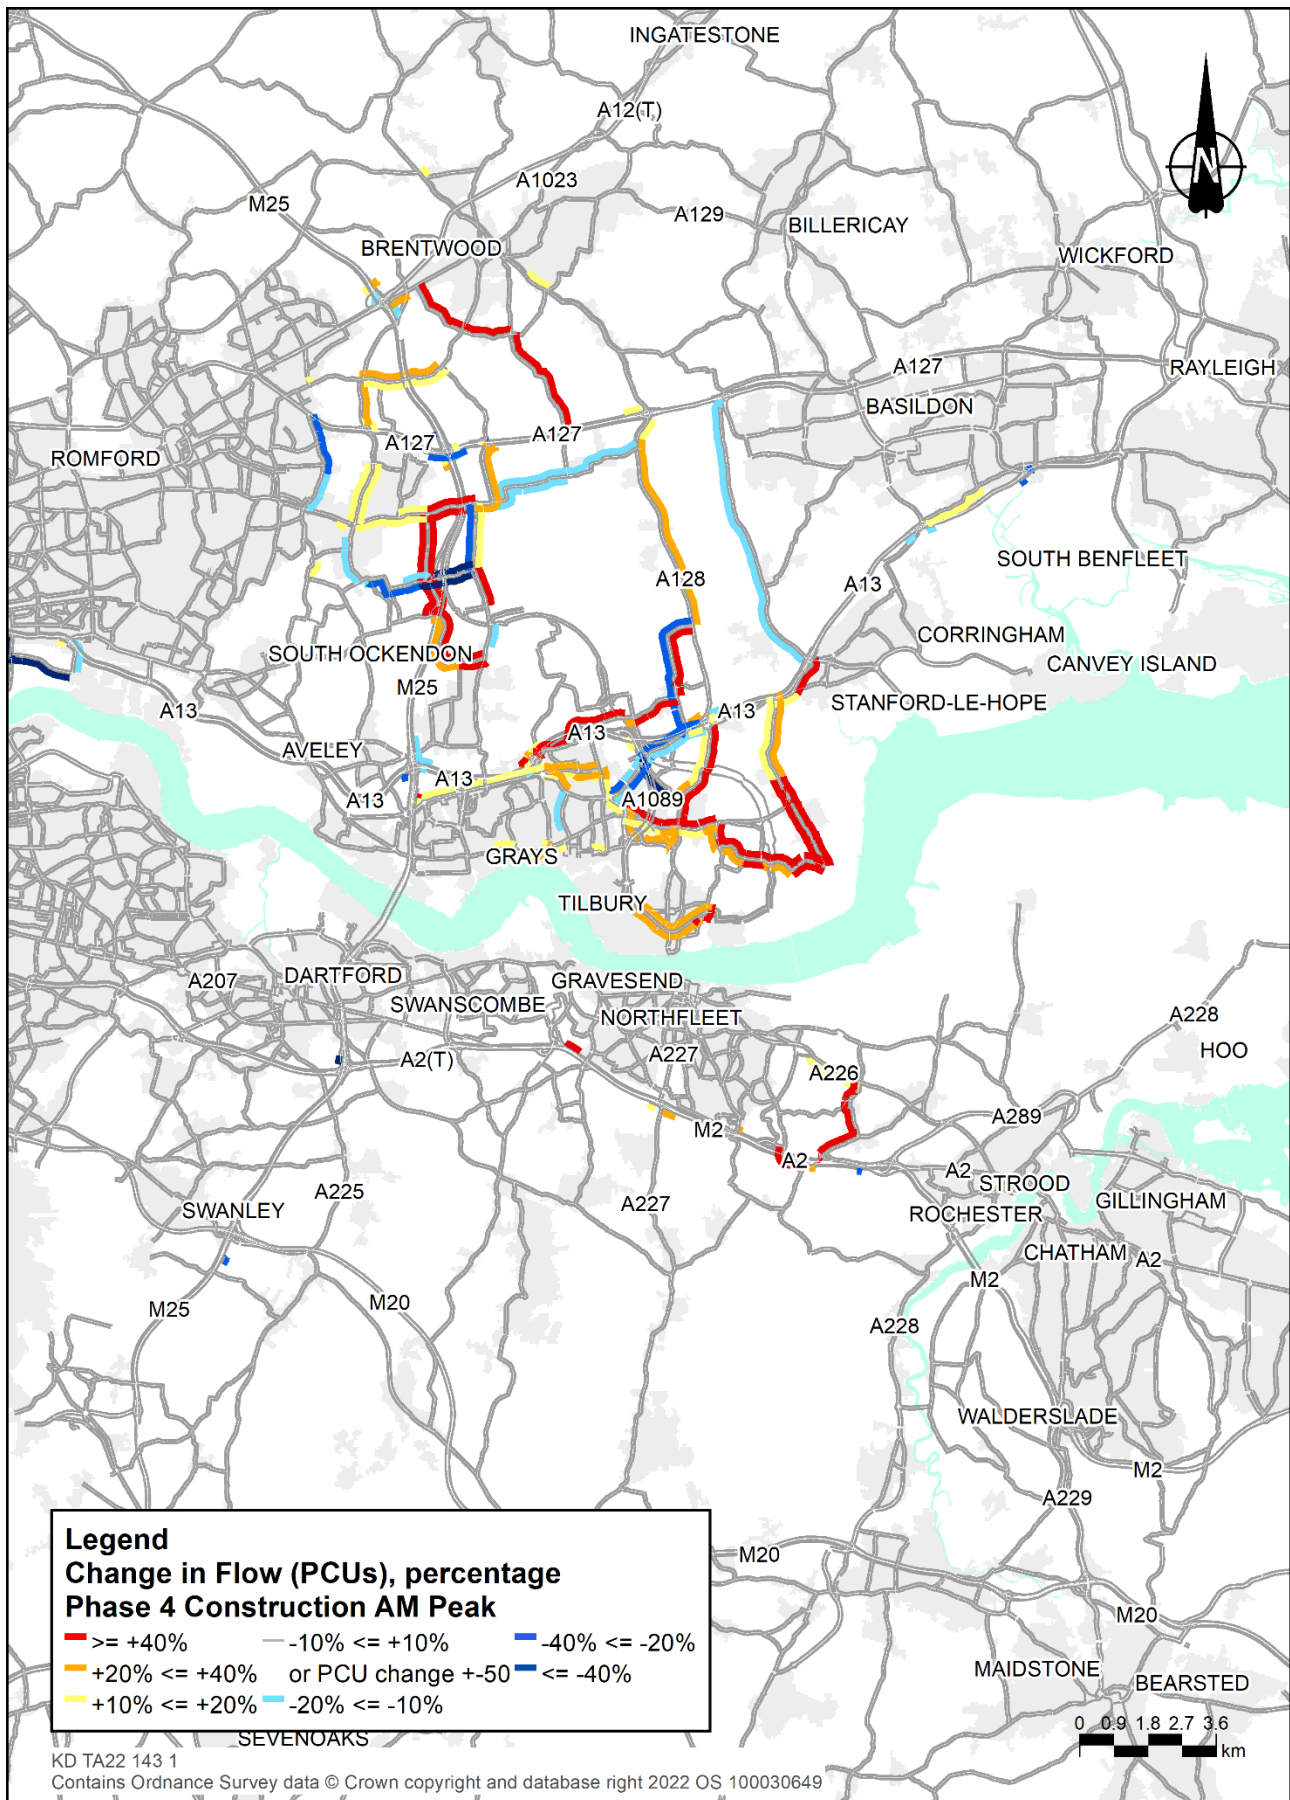 INGATESTONE
A12(T)
N
A1023
M25
A129
BILLERICAY
BRENTWOOD
WICKFORD
A127
RAYLEIGH
BASILDON
A127
A127
ROMFORD
SOUTH BENFLEET
A128
A13
CORRINGHAM
SOUTH OCKENDON
CANVEY ISLAND
M25
STANFORD-LE-HOPE
A13
A13
A13
AVELEY
A13
A13
A1089
GRAYS
TILBURY
DARTFORD
A207
GRAVESEND
SWANSCOMBE
NORTHFLEET
A228
HOO
A227
A2(T)
A226
A289
M2
A2
A2
STROOD
A225
GILLINGHAM
A227
SWANLEY
ROCHESTER
CHATHAM
A2
M2
M20
M25
A228
WALDERSLADE
M2
A229
M20
M20
MAIDSTONE
BEARSTED
Legend
Change in Flow (PCUs), percentage
Phase 4 Construction AM Peak
>= +40%
-10% <= +10%
-40% <= -20%
+20% <= +40%
or PCU change +-50
<= -40%
+10% <= +20%
-20% <= -10%
0 0.9 1.8 2.7 3.6
km
SEVENOAKS
KD TA22 143 1
Contains Ordnance Survey data © Crown copyright and database right 2022 OS 100030649